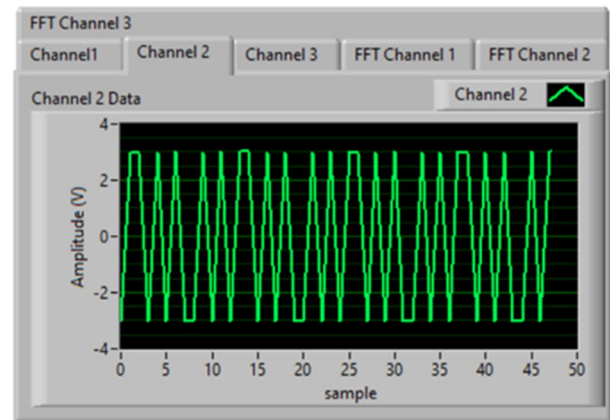 FFT Channel 3
Channel1 Channel 2 Channel 3 FFT Channel 1 FFT Channel 2
Channel 2 Data Channel 2
4
2
0
-2
-4
Amplitude (V)
0 5 10 15 20 25 30 35 40 45 50
sample